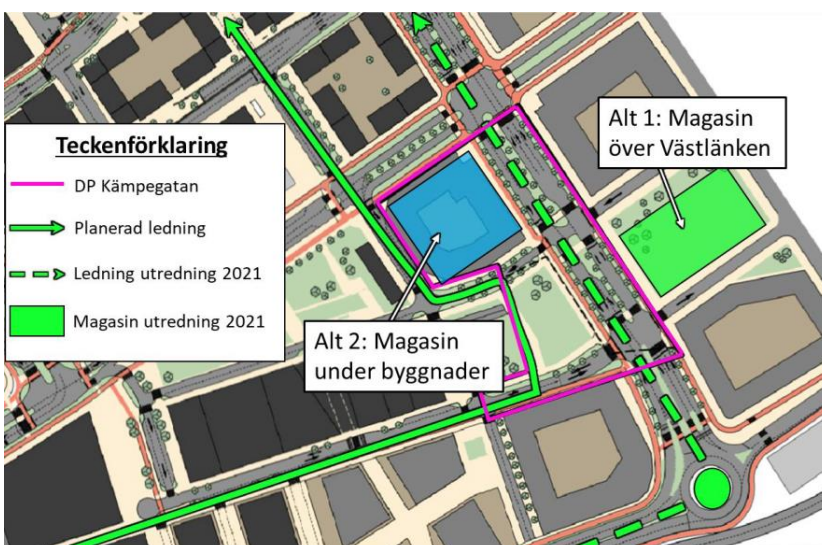 Teckenförklaring
DP Kämpegatan
Planerad ledning
Ledning utredning 2021
Magasin utredning 2021
Alt 1: Magasin
över Västlänken
Alt 2: Magasin
under byggnader